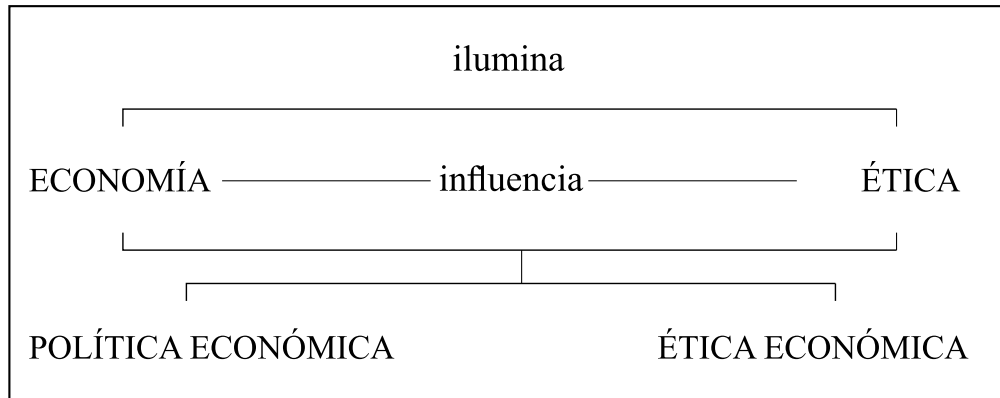 ilumina
ECONOMÍA influencia ÉTICA
POLÍTICA ECONÓMICA ÉTICA ECONÓMICA